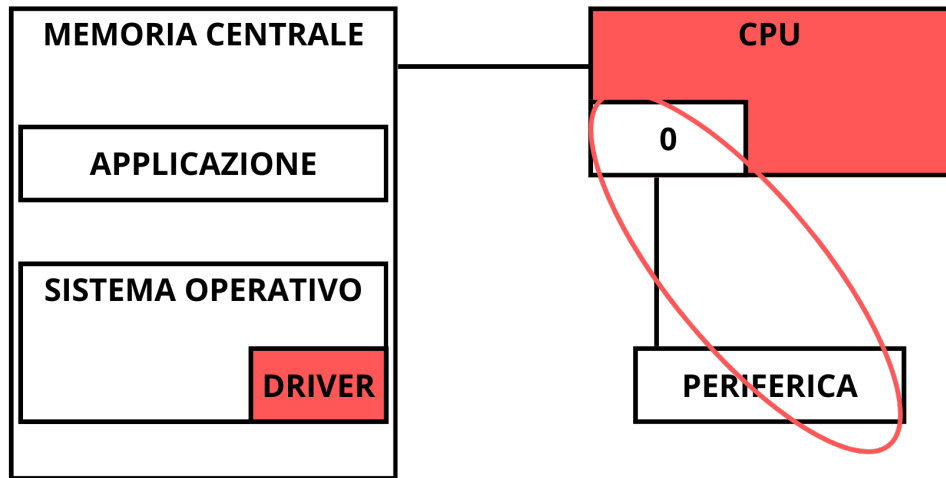 MEMORIA CENTRALE
CPU
0
APPLICAZIONE
SISTEMA OPERATIVO
DRIVER
PERIFERICA